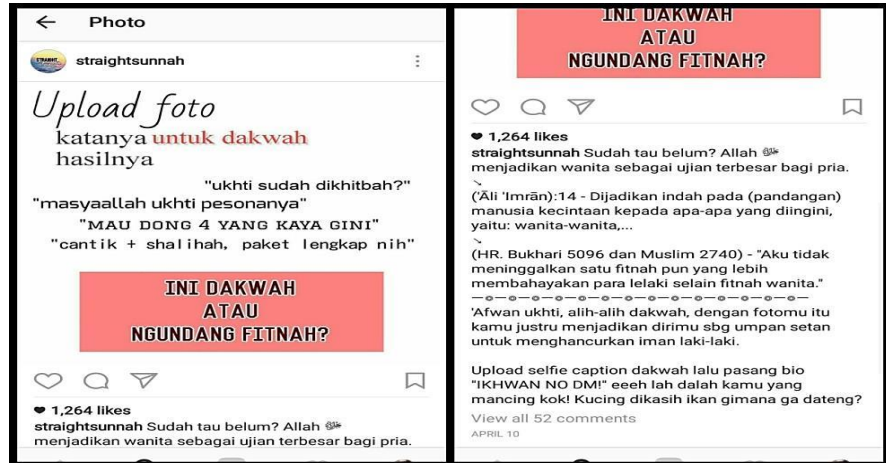 Photo
straightsunnah
Upload foto
katanya untuk dakwah
hasilnya
"ukhti sudah dikhitbah?"
"masyaallah ukhti pesonanya"
"MAU DONG 4 YANG KAYA GINI"
"cantik + shalihah, paket lengkap nih"
INI DAKWAH
ATAU
NGUNDANG FITNAH?
1,264 likes
straightsunnah Sudah tau belum? Allah ﷻ
menjadikan wanita sebagai ujian terbesar bagi pria.
INI DAKWAH
ATAU
NGUNDANG FITNAH?
1,264 likes
straightsunnah Sudah tau belum? Allah ﷻ
menjadikan wanita sebagai ujian terbesar bagi pria.
('Āli 'Imrān):14 - Dijadikan indah pada (pandangan)
manusia kecintaan kepada apa-apa yang diingini,
yaitu: wanita-wanita,...
(HR. Bukhari 5096 dan Muslim 2740) - "Aku tidak
meninggalkan satu fitnah pun yang lebih
membahayakan para lelaki selain fitnah wanita."
'Afwan ukhti, alih-alih dakwah, dengan fotomu itu
kamu justru menjadikan dirimu sbg umpan setan
untuk menghancurkan iman laki-laki.
Upload selfie caption dakwah lalu pasang bio
"IKHWAN NO DM!" eeeh lah dalah kamu yang
mancing kok! Kucing dikasih ikan gimana ga dateng?
View all 52 comments
APRIL 10